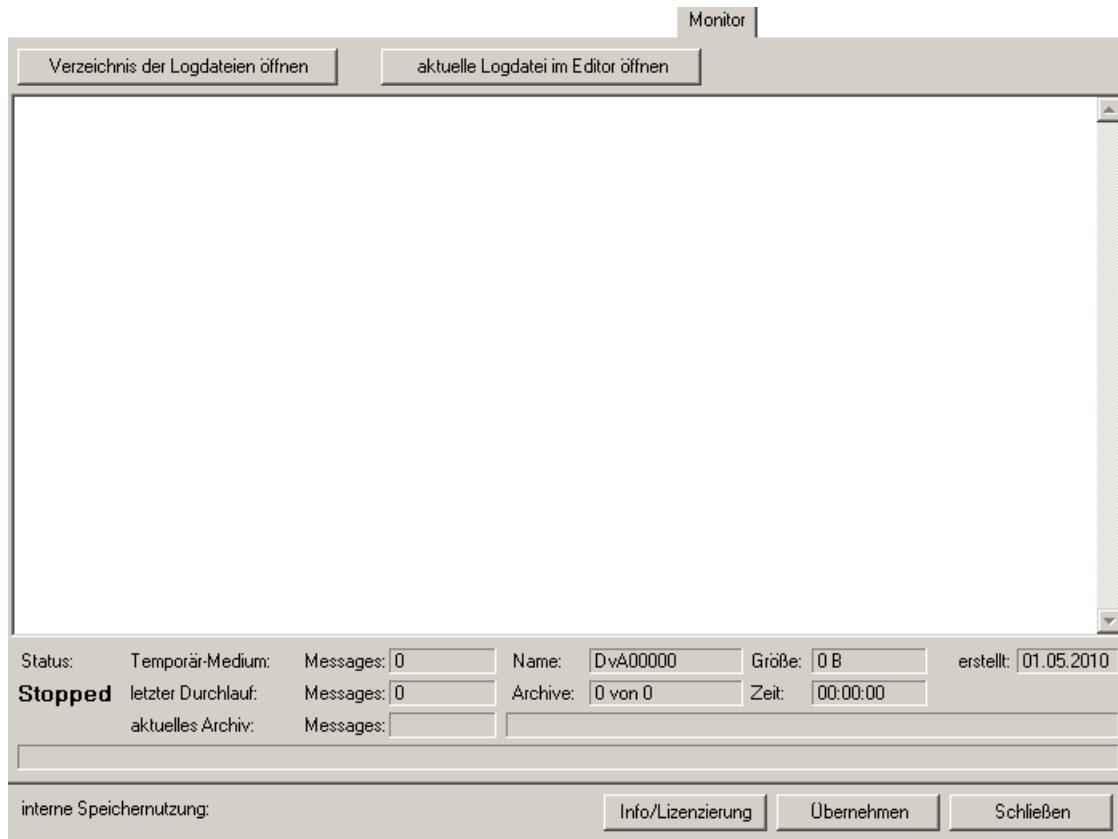 Monitor
Verzeichnis der Logdateien öffnen aktuelle Logdatei im Editor öffnen
Status: Temporär-Medium: Messages: 0 Name: DvA00000 Größe: 0 B erstellt: 01.05.2010
Stopped letzter Durchlauf: Messages: 0 Archive: 0 von 0 Zeit: 00:00:00
aktuelles Archiv: Messages:
interne Speichernutzung: Info/Lizenzierung Übernehmen Schließen